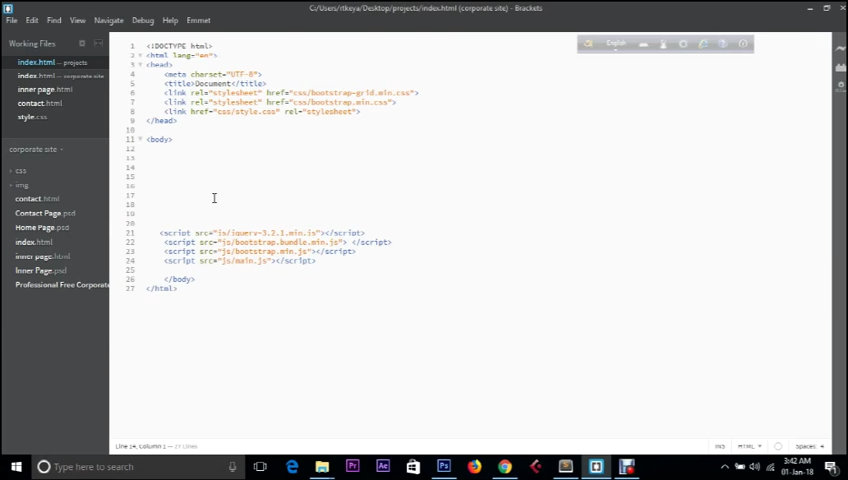 C:/Users/rtkeya/Desktop/projects/index.html (corporate site) - Brackets
File Edit Find View Navigate Debug Help Emmet
Working Files
index.html — projects
index.html — corporate site
inner page.html
contact.html
style.css
corporate site
css
img
contact.html
Contact Page.psd
Home Page.psd
index.html
inner page.html
Inner Page.psd
Professional Free Corporate
English
1 <!DOCTYPE html>
2 <html lang="en">
3 <head>
4 <meta charset="UTF-8">
5 <title>Document</title>
6 <link rel="stylesheet" href="css/bootstrap-grid.min.css">
7 <link rel="stylesheet" href="css/bootstrap.min.css">
8 <link href="css/style.css" rel="stylesheet">
9 </head>
10
11 <body>
12
13
14
15
16
17
18
19
20
21 <script src="js/jquery-3.2.1.min.js"></script>
22 <script src="js/bootstrap.bundle.min.js"> </script>
23 <script src="js/bootstrap.min.js"></script>
24 <script src="js/main.js"></script>
25
26 </body>
27 </html>
Line 14, Column 1 — 27 Lines
INS HTML Spaces: 4
Type here to search
3:42 AM
01-Jan-18